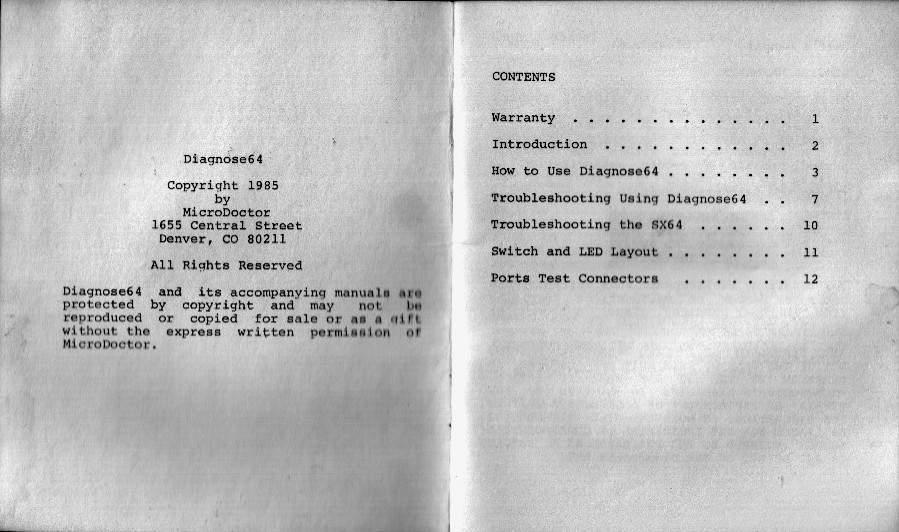 Diagnose64
Copyright 1985
by
MicroDoctor
1655 Central Street
Denver, CO 80211
All Rights Reserved
Diagnose64 and its accompanying manuals are
protected by copyright and may not be
reproduced or copied for sale or as a gift
without the express written permission of
MicroDoctor.
CONTENTS
Warranty . . . . . . . . . . . . . . 1
Introduction . . . . . . . . . . . . 2
How to Use Diagnose64 . . . . . . . . 3
Troubleshooting Using Diagnose64 . . 7
Troubleshooting the SX64 . . . . . . 10
Switch and LED Layout . . . . . . . . 11
Ports Test Connectors . . . . . . . 12